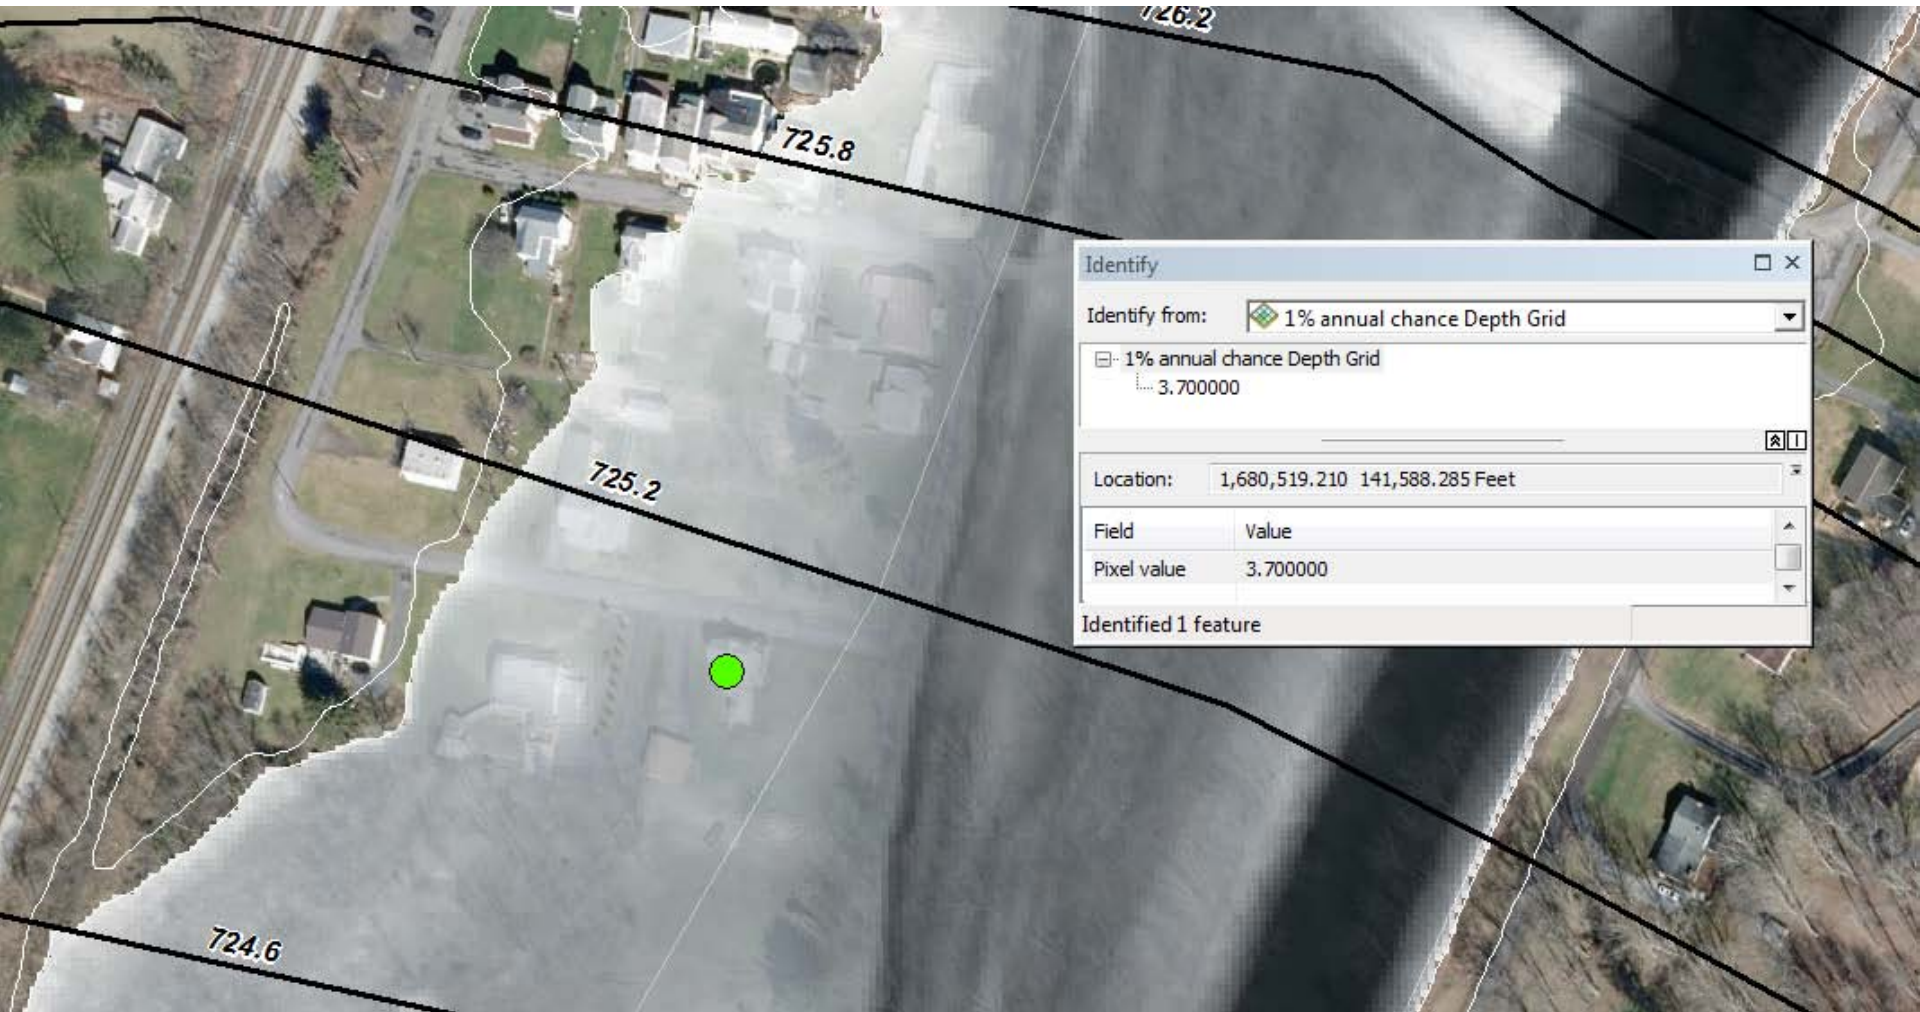 726.2
725.8
Identify
Identify from:
1% annual chance Depth Grid
1% annual chance Depth Grid
3.700000
725.2
Location:
1,680,519.210 141,588.285 Feet
Field Value
Pixel value 3.700000
Identified 1 feature
724.6